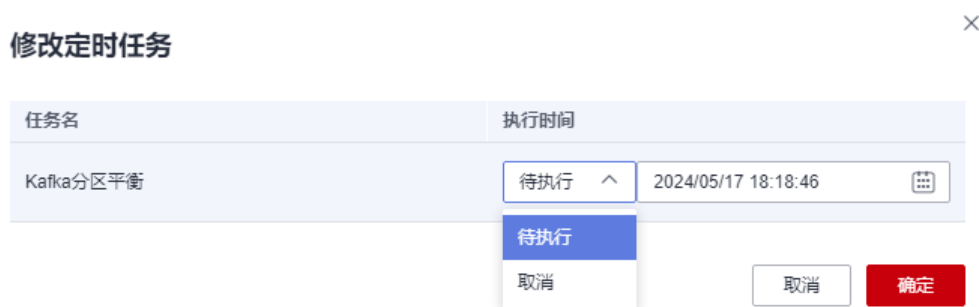 修改定时任务
任务名 执行时间
Kafka分区平衡 待执行 2024/05/17 18:18:46
待执行
取消
取消 确定